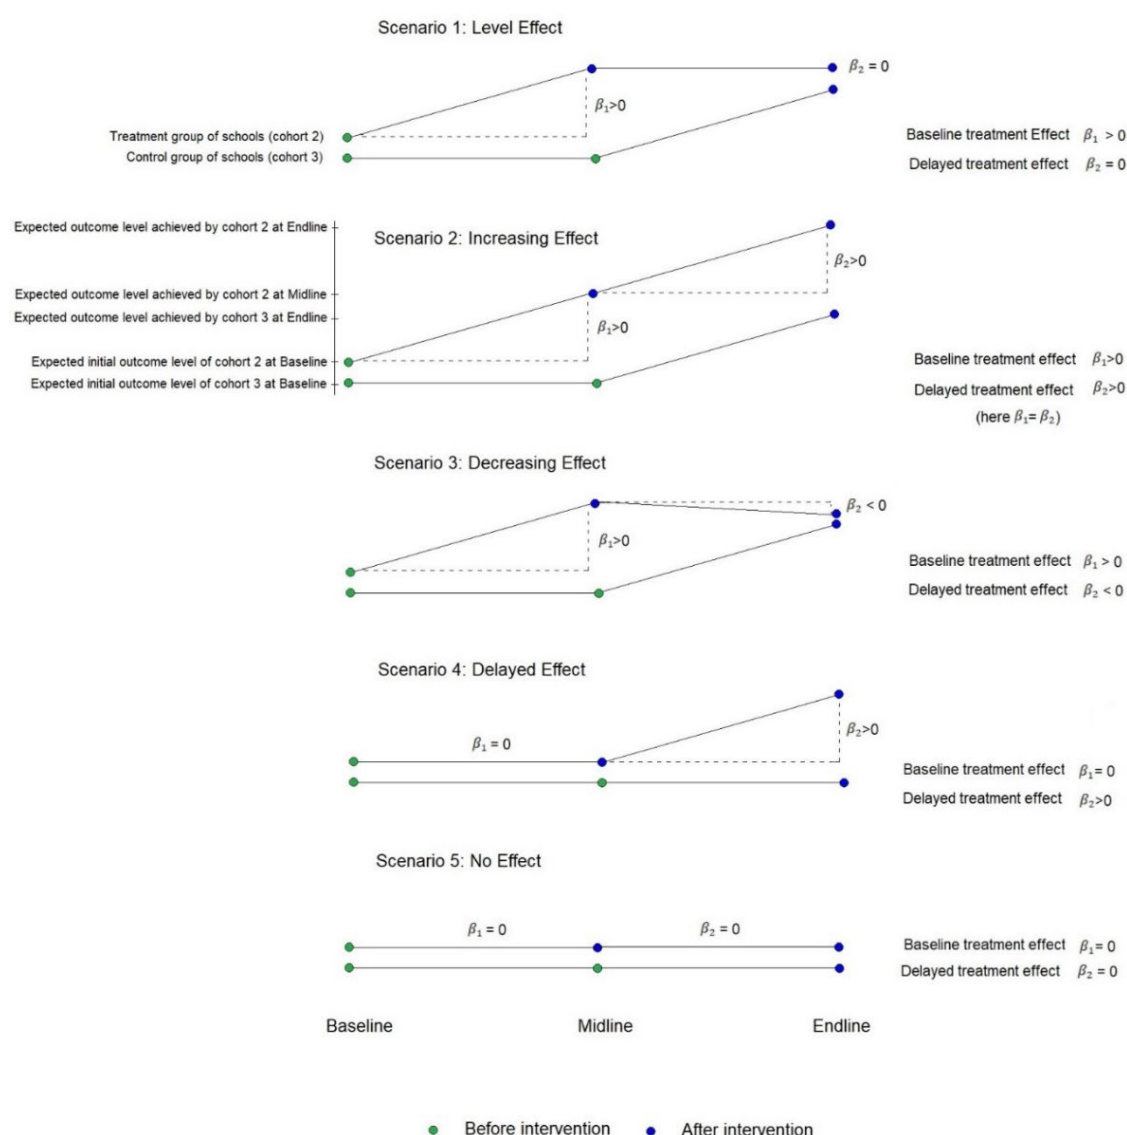 Scenario 1: Level Effect
β₂ = 0
β₁>0
Treatment group of schools (cohort 2)
Control group of schools (cohort 3)
Baseline treatment Effect β₁ > 0
Delayed treatment effect β₂ = 0
Expected outcome level achieved by cohort 2 at Endline
Scenario 2: Increasing Effect
β₂>0
Expected outcome level achieved by cohort 2 at Midline
Expected outcome level achieved by cohort 3 at Endline
β₁>0
Expected initial outcome level of cohort 2 at Baseline
Expected initial outcome level of cohort 3 at Baseline
Baseline treatment effect β₁>0
Delayed treatment effect β₂>0
(here β₁= β₂)
Scenario 3: Decreasing Effect
β₂ < 0
β₁>0
Baseline treatment effect β₁ > 0
Delayed treatment effect β₂ < 0
Scenario 4: Delayed Effect
β₁ = 0
β₂>0
Baseline treatment effect β₁= 0
Delayed treatment effect β₂>0
Scenario 5: No Effect
β₁ = 0
β₂ = 0
Baseline treatment effect β₁= 0
Delayed treatment effect β₂ = 0
Baseline Midline Endline
Before intervention After intervention